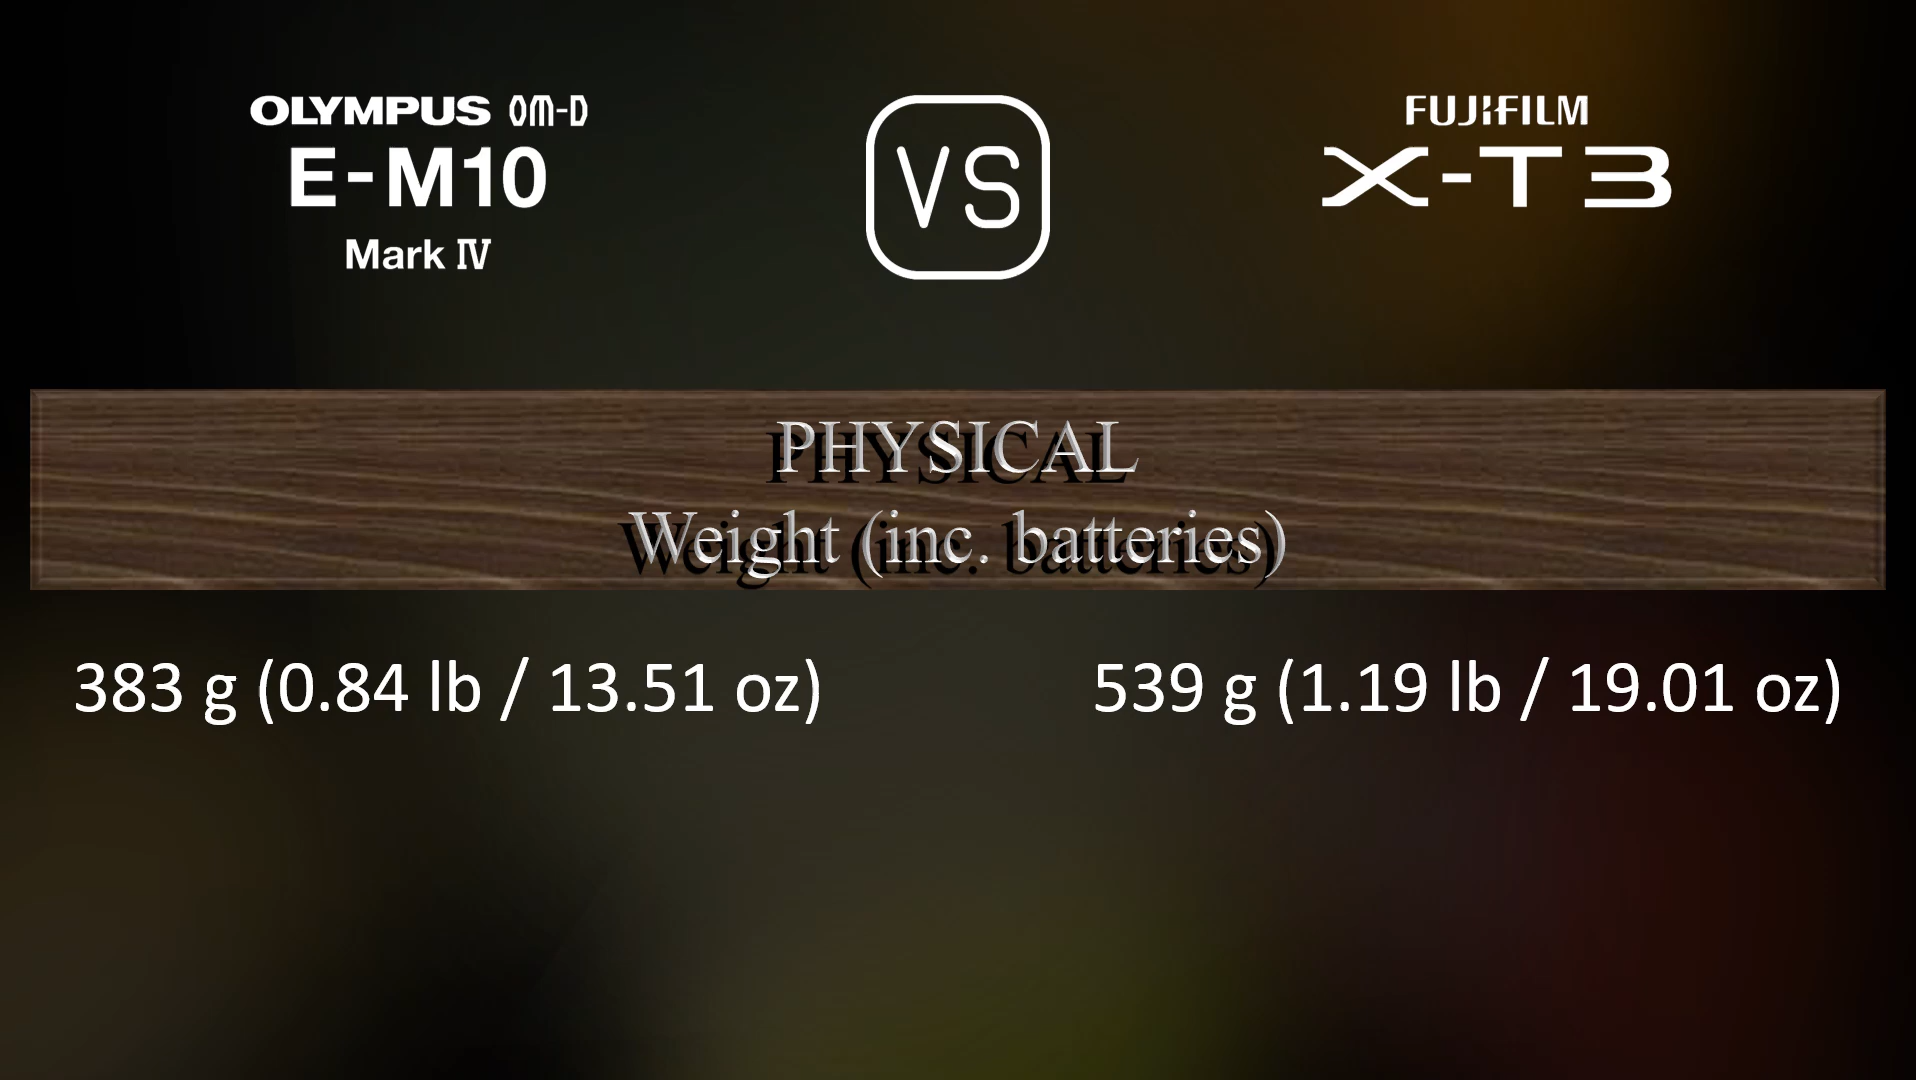 OLYMPUS OM-D
E-M10
Mark IV
VS
FUJIFILM
X-T3
PHYSICAL
Weight (inc. batteries)
383 g (0.84 lb / 13.51 oz)
539 g (1.19 lb / 19.01 oz)